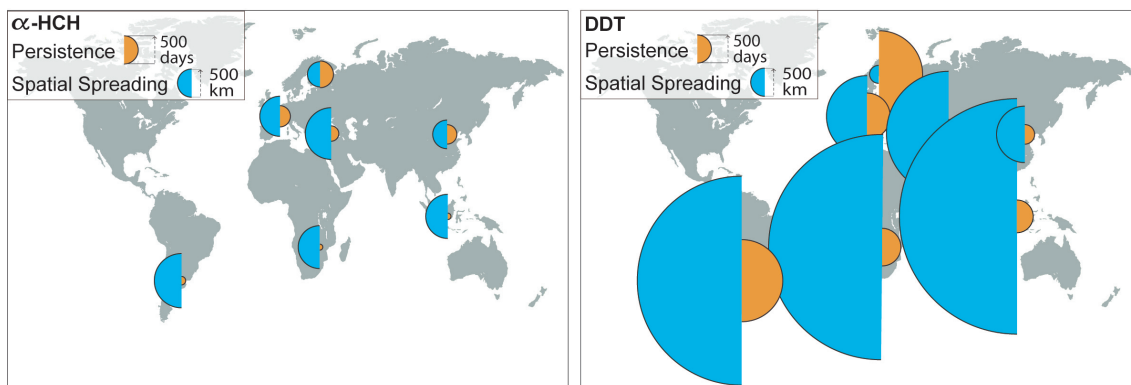 α-HCH
Persistence 500 days
Spatial Spreading 500 km
DDT
Persistence 500 days
Spatial Spreading 500 km